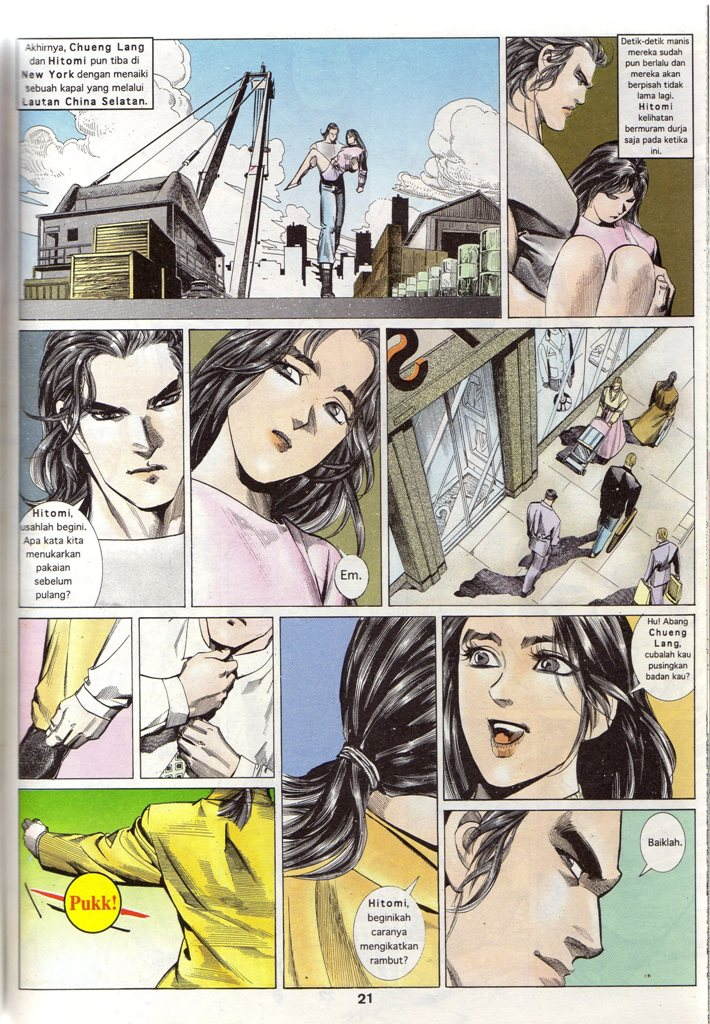 Akhirnya, Chueng Lang
dan Hitomi pun tiba di
New York dengan menaiki
sebuah kapal yang melalui
Lautan China Selatan.
Detik-detik manis
mereka sudah
pun berlalu dan
mereka akan
berpisah tidak
lama lagi.
Hitomi
kelihatan
bermuram durja
saja pada ketika
ini.
Hitomi,
usahlah begini.
Apa kata kita
menukarkan
pakaian
sebelum
pulang?
Em.
S
Hu! Abang
Chueng
Lang,
cubalah kau
pusingkan
badan kau?
Pukk!
Hitomi,
beginikah
caranya
mengikatkan
rambut?
Baiklah.
21